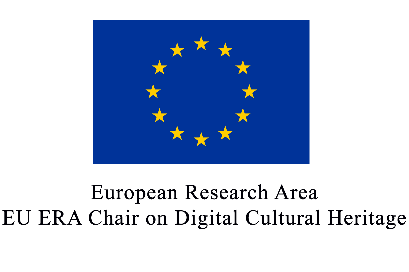 European Research Area
EU ERA Chair on Digital Cultural Heritage